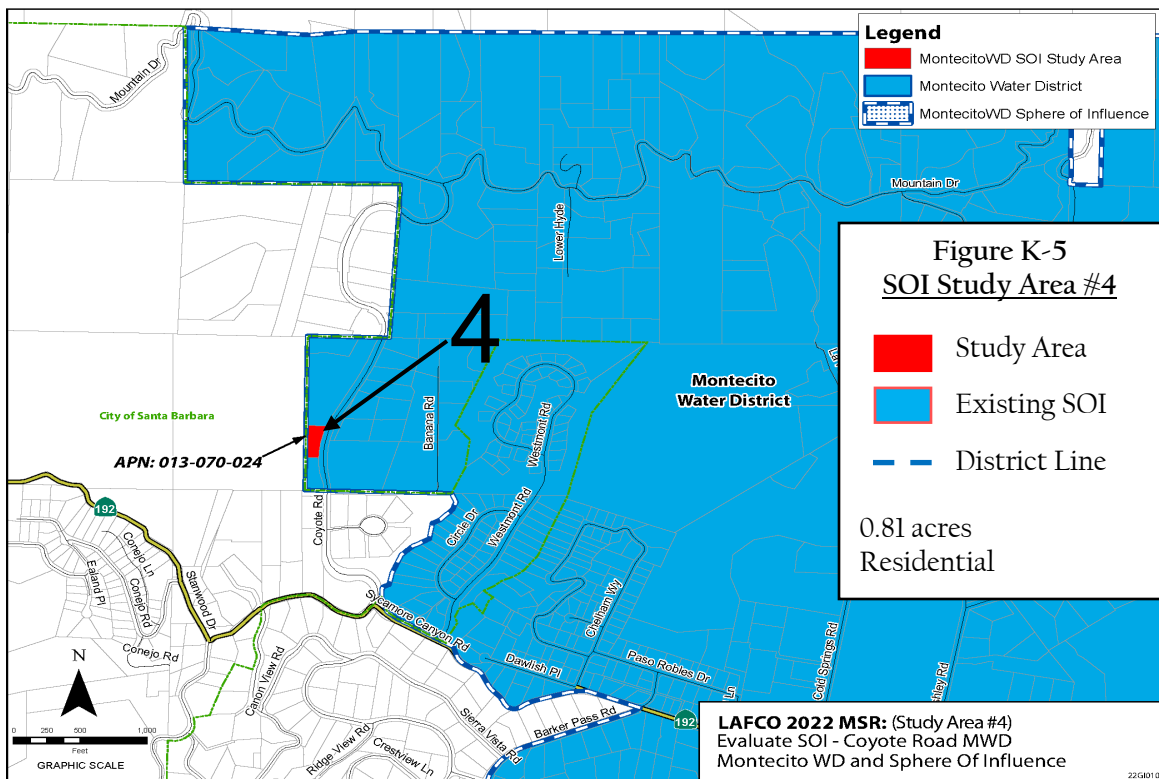 Legend
MontecitoWD SOI Study Area
Montecito Water District
MontecitoWD Sphere of Influence
Mountain Dr
Mountain Dr
Lower Hyde
Figure K-5
SOI Study Area #4
Study Area
Existing SOI
District Line
0.81 acres
Residential
4
Montecito
Water District
City of Santa Barbara
APN: 013-070-024
Banana Rd
Westmont Rd
Westmont Rd
Circle Dr
Coyote Rd
192
Conejo Ln
Conejo Rd
Ealand Pl
Stanwood Dr
Conejo Rd
Sycamore Canyon Rd
Chelham Wy
Cold Springs Rd
Dawlish Pl
Paso Robles Dr
Ln
Canon View Rd
Sierra Vista Rd
Barker Pass Rd
192
Ridge View Rd
Crestview Ln
N
0 250 500 1,000
Feet
GRAPHIC SCALE
LAFCO 2022 MSR: (Study Area #4)
Evaluate SOI - Coyote Road MWD
Montecito WD and Sphere Of Influence
22GI010